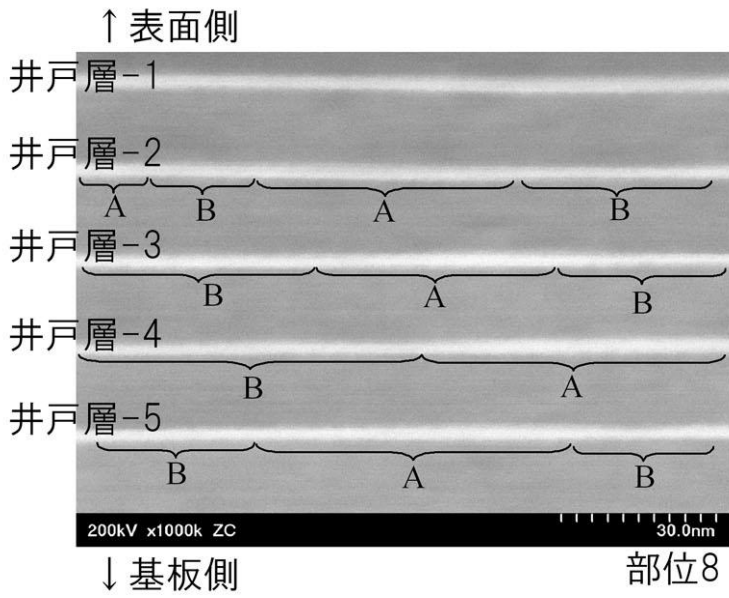 ↑表面側
井戸層-1
井戸層-2
A B A B
井戸層-3
B A B
井戸層-4
B A
井戸層-5
B A B
200kV x1000k ZC 30.0nm
↓基板側 部位8